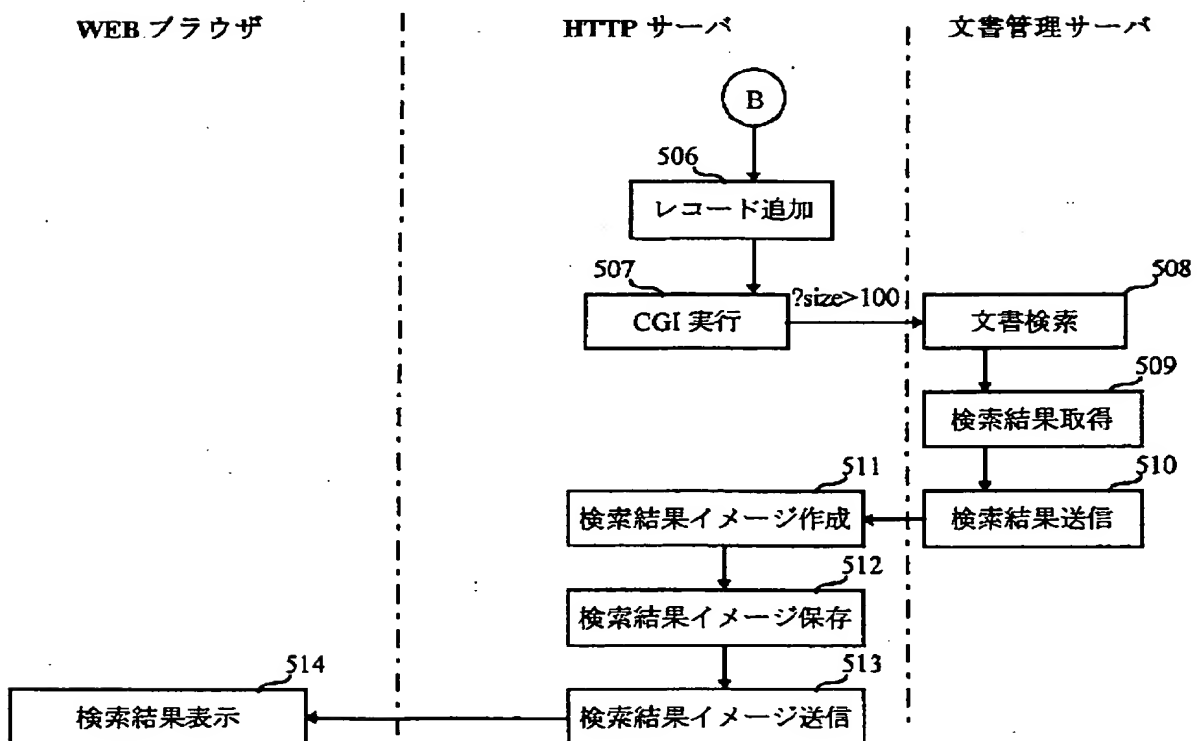 WEB ブラウザ
HTTP サーバ
文書管理サーバ
B
506
レコード追加
507
CGI 実行
?size>100
508
文書検索
509
検索結果取得
510
検索結果送信
511
検索結果イメージ作成
512
検索結果イメージ保存
513
検索結果イメージ送信
514
検索結果表示